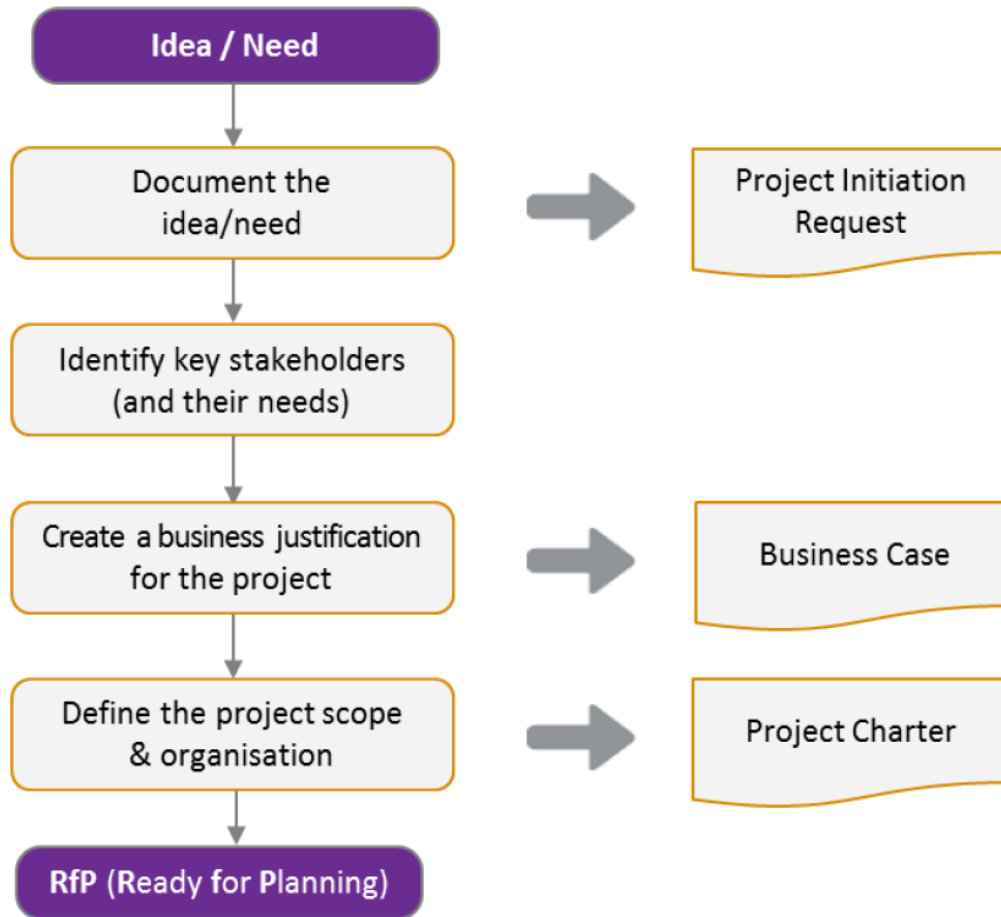 Idea / Need
Document the
idea/need
Project Initiation
Request
Identify key stakeholders
(and their needs)
Create a business justification
for the project
Business Case
Define the project scope
& organisation
Project Charter
RfP (Ready for Planning)